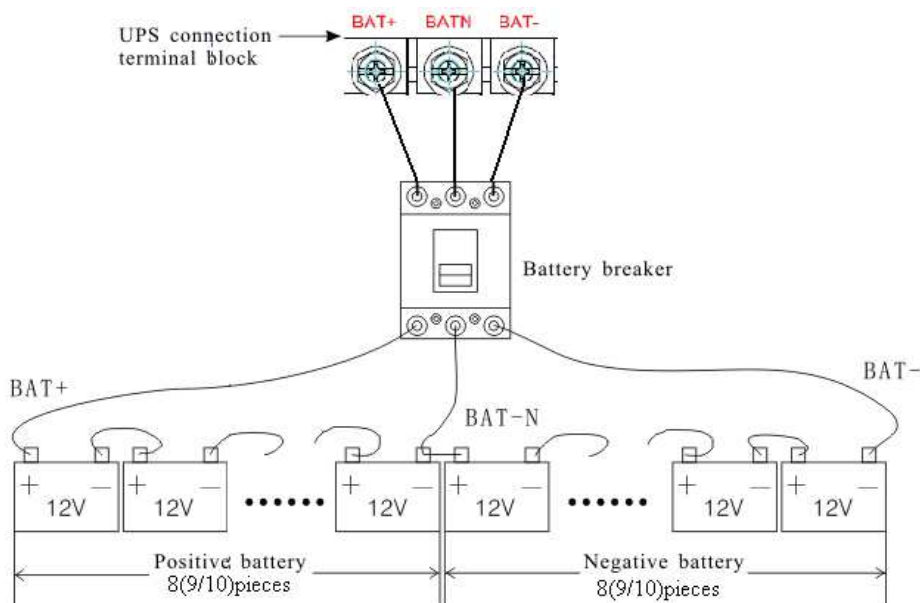 BAT+ BATN BAT-
UPS connection
terminal block
Battery breaker
BAT+
BAT-
BAT-N
+ — + — + — + — + — + —
12V 12V 12V 12V 12V 12V
Positive battery
8(9/10)pieces
Negative battery
8(9/10)pieces